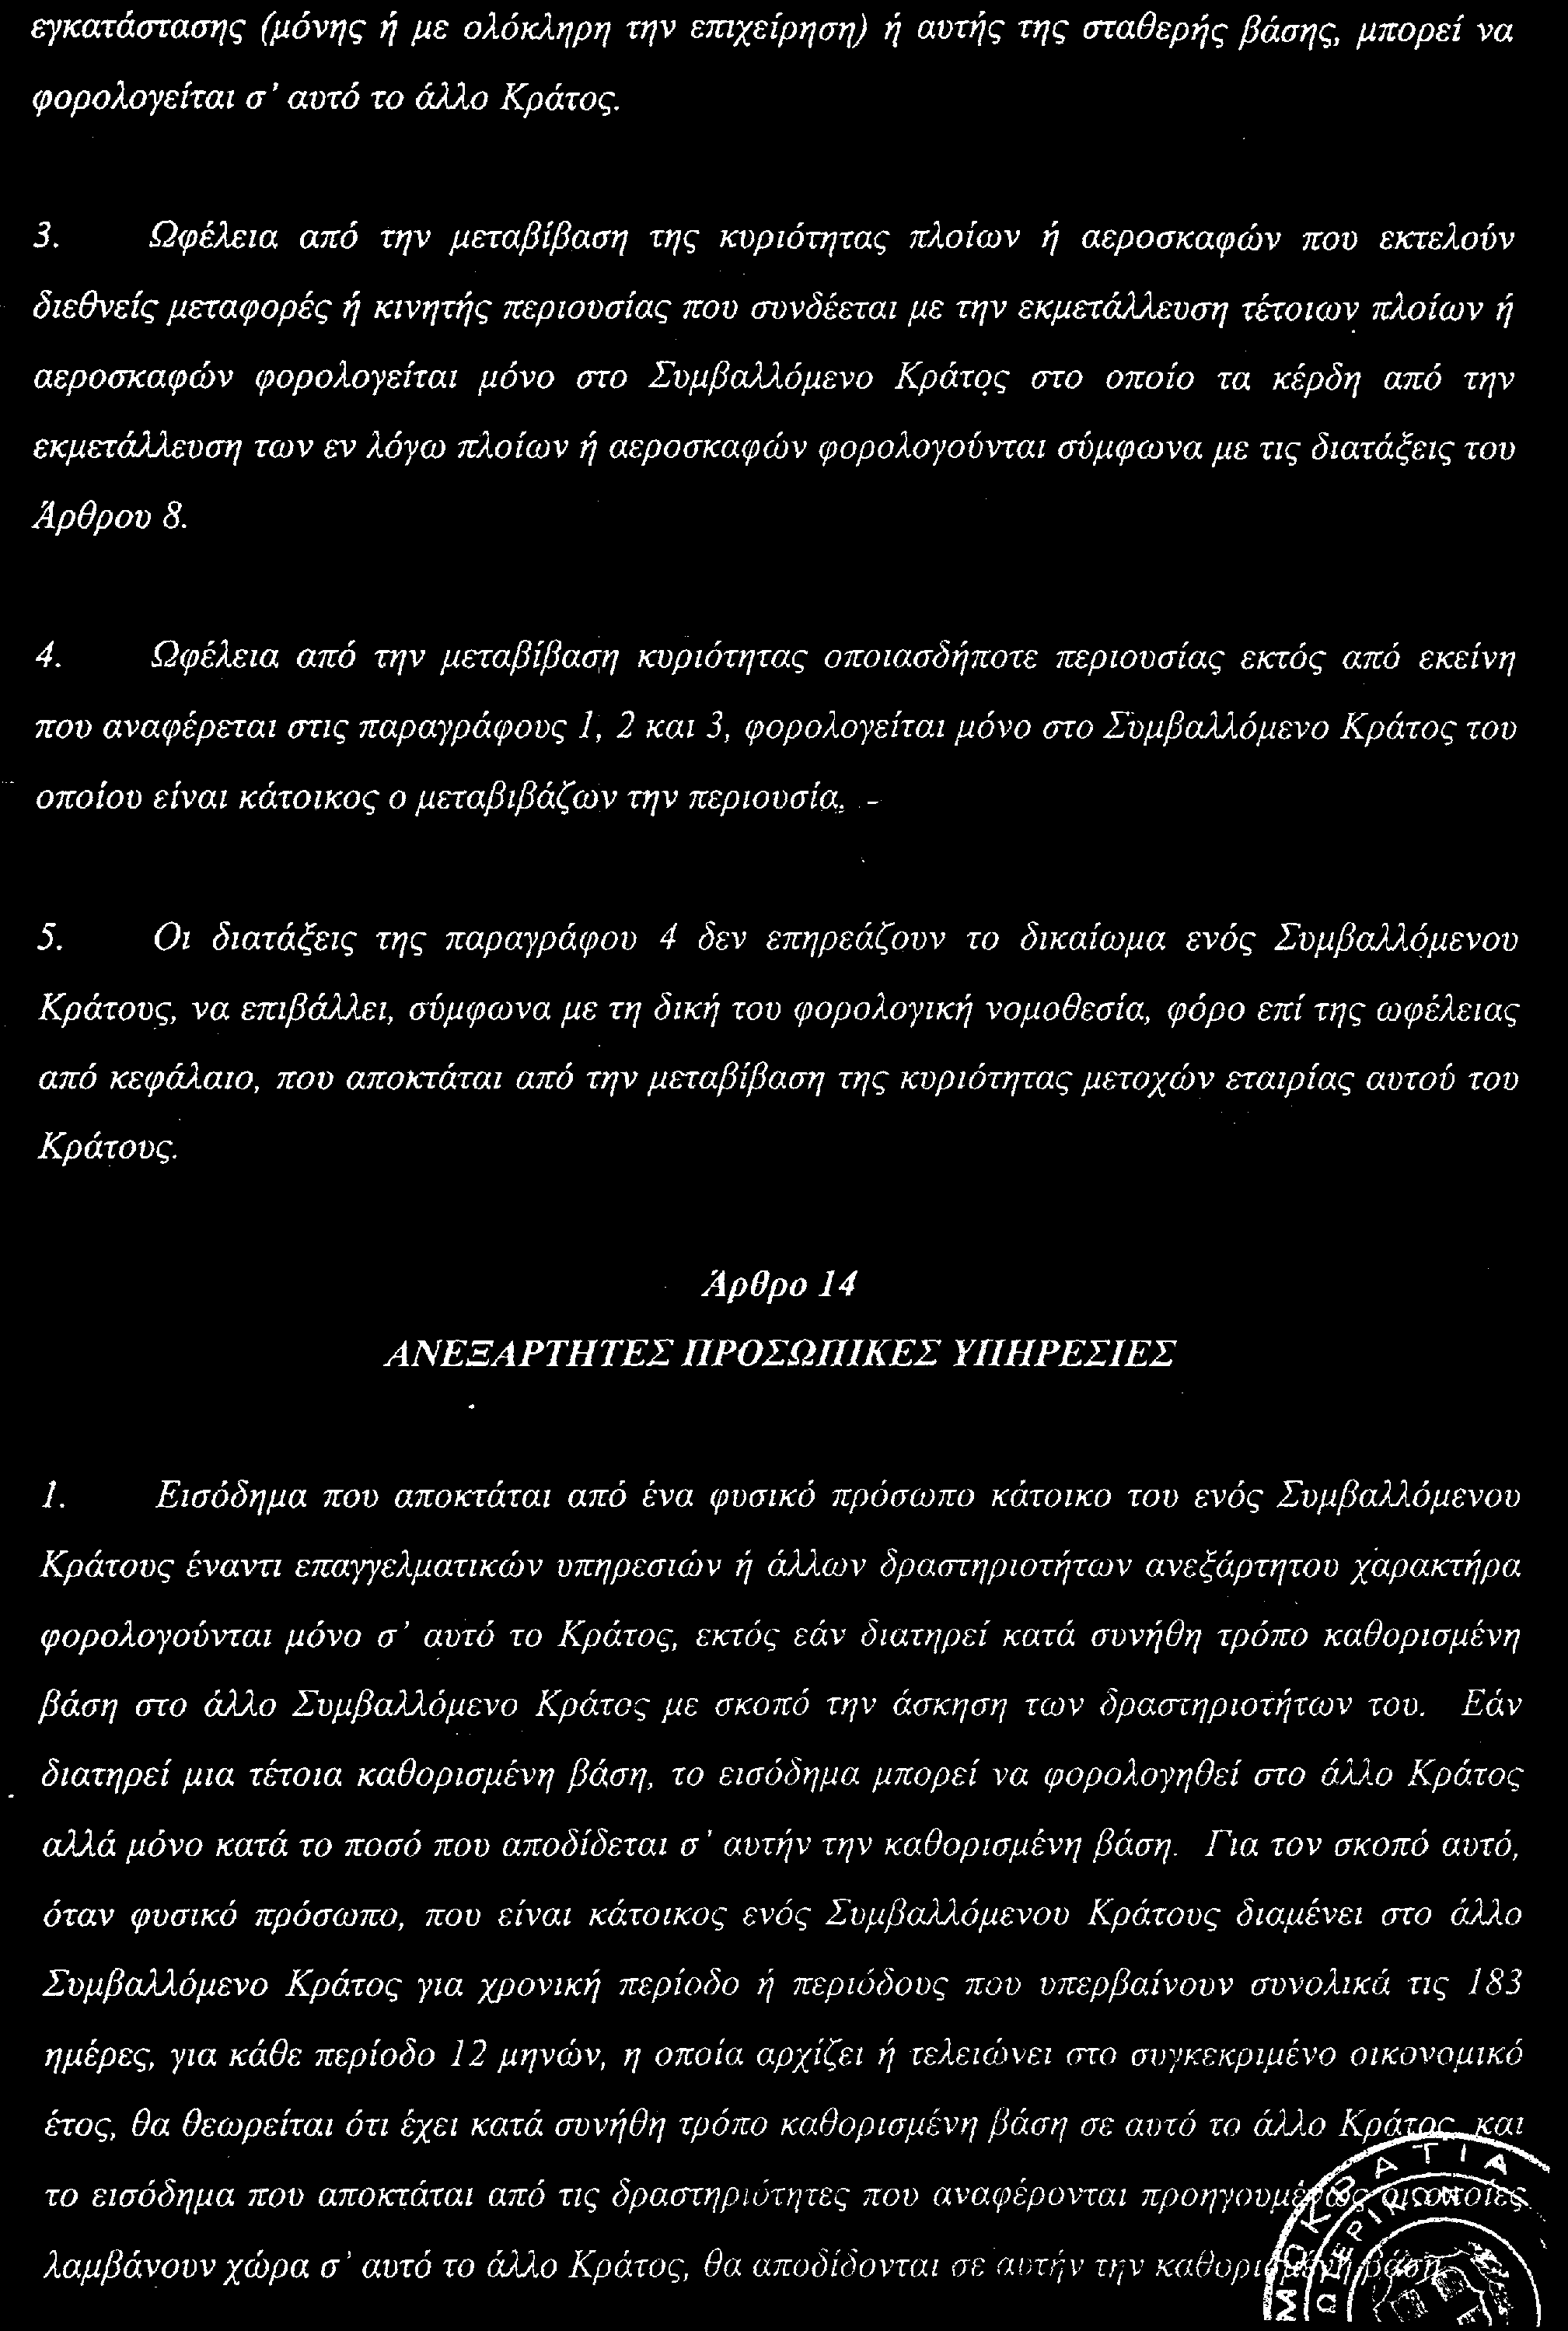 εγκατάστασης (μόνης ή με ολόκληρη την επιχείρηση) ή αυτής της σταθερής βάσης, μπορεί να
φορολογείται σ’ αυτό το άλλο Κράτος.
3. Ωφέλεια από την μεταβίβαση της κυριότητας πλοίων ή αεροσκαφών που εκτελούν
διεθνείς μεταφορές ή κινητής περιουσίας που συνδέεται με την εκμετάλλευση τέτοιων πλοίων ή
αεροσκαφών φορολογείται μόνο στο Συμβαλλόμενο Κράτος στο οποίο τα κέρδη από την
εκμετάλλευση των εν λόγω πλοίων ή αεροσκαφών φορολογούνται σύμφωνα με τις διατάξεις του
Άρθρου 8.
4. Ωφέλεια από την μεταβίβαση κυριότητας οποιασδήποτε περιουσίας εκτός από εκείνη
που αναφέρεται στις παραγράφους 1, 2 και 3, φορολογείται μόνο στο Συμβαλλόμενο Κράτος του
οποίου είναι κάτοικος ο μεταβιβάζων την περιουσία.
5. Οι διατάξεις της παραγράφου 4 δεν επηρεάζουν το δικαίωμα ενός Συμβαλλόμενου
Κράτους, να επιβάλλει, σύμφωνα με τη δική του φορολογική νομοθεσία, φόρο επί της ωφέλειας
από κεφάλαιο, που αποκτάται από την μεταβίβαση της κυριότητας μετοχών εταιρίας αυτού του
Κράτους.
Άρθρο 14
ΑΝΕΞΑΡΤΗΤΕΣ ΠΡΟΣΩΠΙΚΕΣ ΥΠΗΡΕΣΙΕΣ
1. Εισόδημα που αποκτάται από ένα φυσικό πρόσωπο κάτοικο του ενός Συμβαλλόμενου
Κράτους έναντι επαγγελματικών υπηρεσιών ή άλλων δραστηριοτήτων ανεξάρτητου χαρακτήρα
φορολογούνται μόνο σ’ αυτό το Κράτος, εκτός εάν διατηρεί κατά συνήθη τρόπο καθορισμένη
βάση στο άλλο Συμβαλλόμενο Κράτος με σκοπό την άσκηση των δραστηριοτήτων του. Εάν
διατηρεί μια τέτοια καθορισμένη βάση, το εισόδημα μπορεί να φορολογηθεί στο άλλο Κράτος
αλλά μόνο κατά το ποσό που αποδίδεται σ’ αυτήν την καθορισμένη βάση. Για τον σκοπό αυτό,
όταν φυσικό πρόσωπο, που είναι κάτοικος ενός Συμβαλλόμενου Κράτους διαμένει στο άλλο
Συμβαλλόμενο Κράτος για χρονική περίοδο ή περιόδους που υπερβαίνουν συνολικά τις 183
ημέρες, για κάθε περίοδο 12 μηνών, η οποία αρχίζει ή τελειώνει στο συγκεκριμένο οικονομικό
έτος, θα θεωρείται ότι έχει κατά συνήθη τρόπο καθορισμένη βάση σε αυτό το άλλο Κράτος και
το εισόδημα που αποκτάται από τις δραστηριότητες που αναφέρονται προηγουμένως οι οποίες
λαμβάνουν χώρα σ’ αυτό το άλλο Κράτος, θα αποδίδονται σε αυτήν την καθορισμένη βάση.